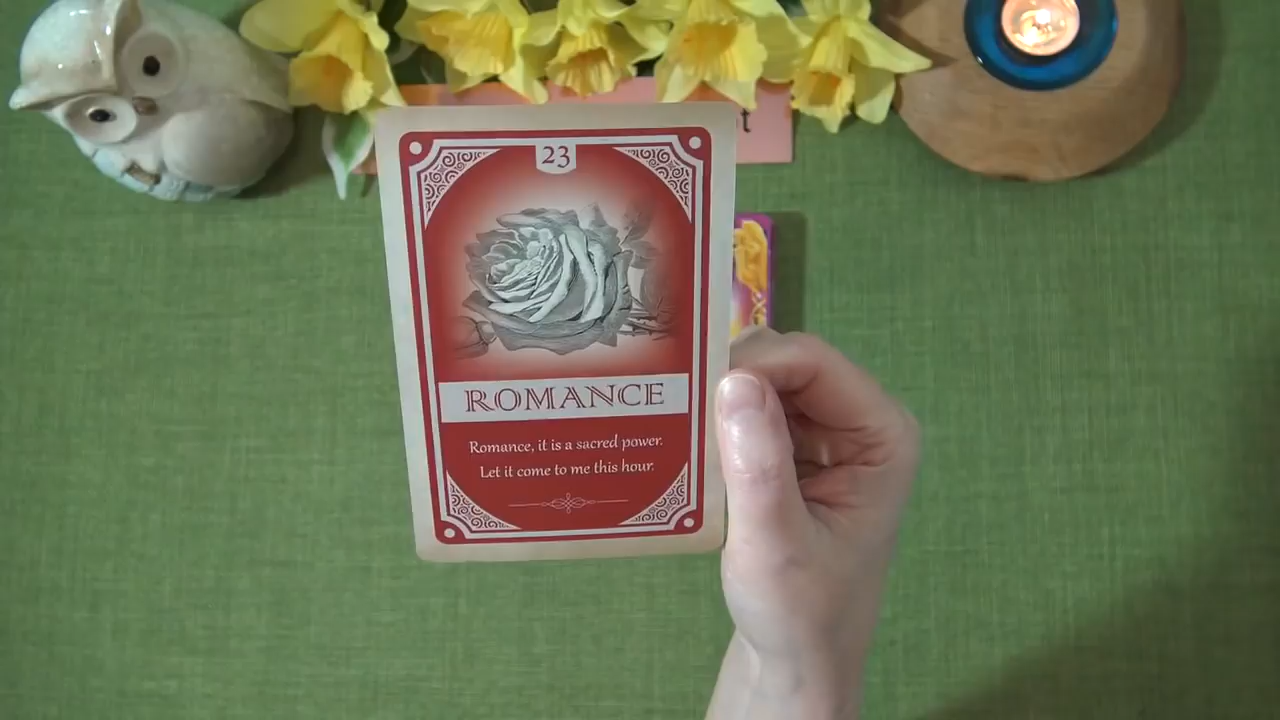 23
ROMANCE
Romance, it is a sacred power.
Let it come to me this hour.